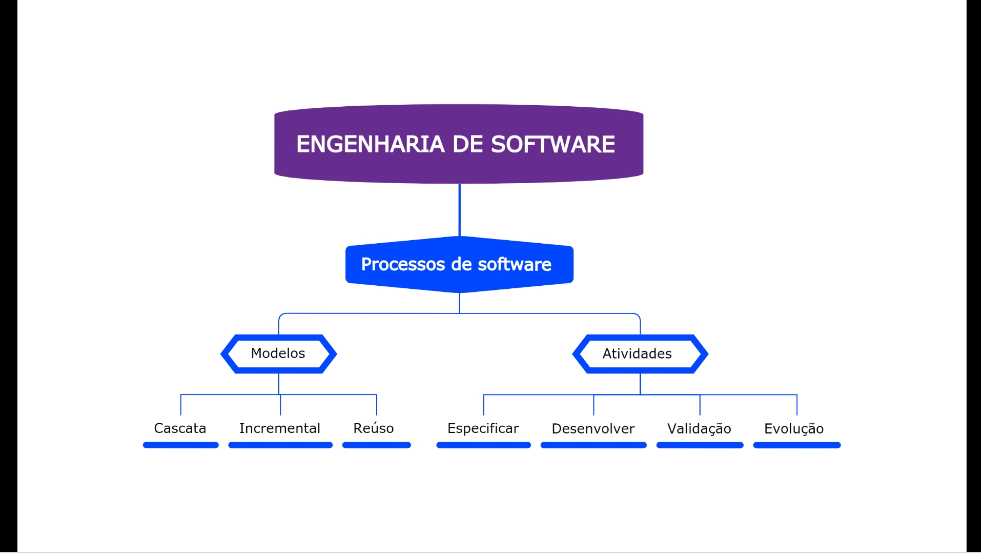 ENGENHARIA DE SOFTWARE
Processos de software
Modelos
Atividades
Cascata
Incremental
Reúso
Especificar
Desenvolver
Validação
Evolução